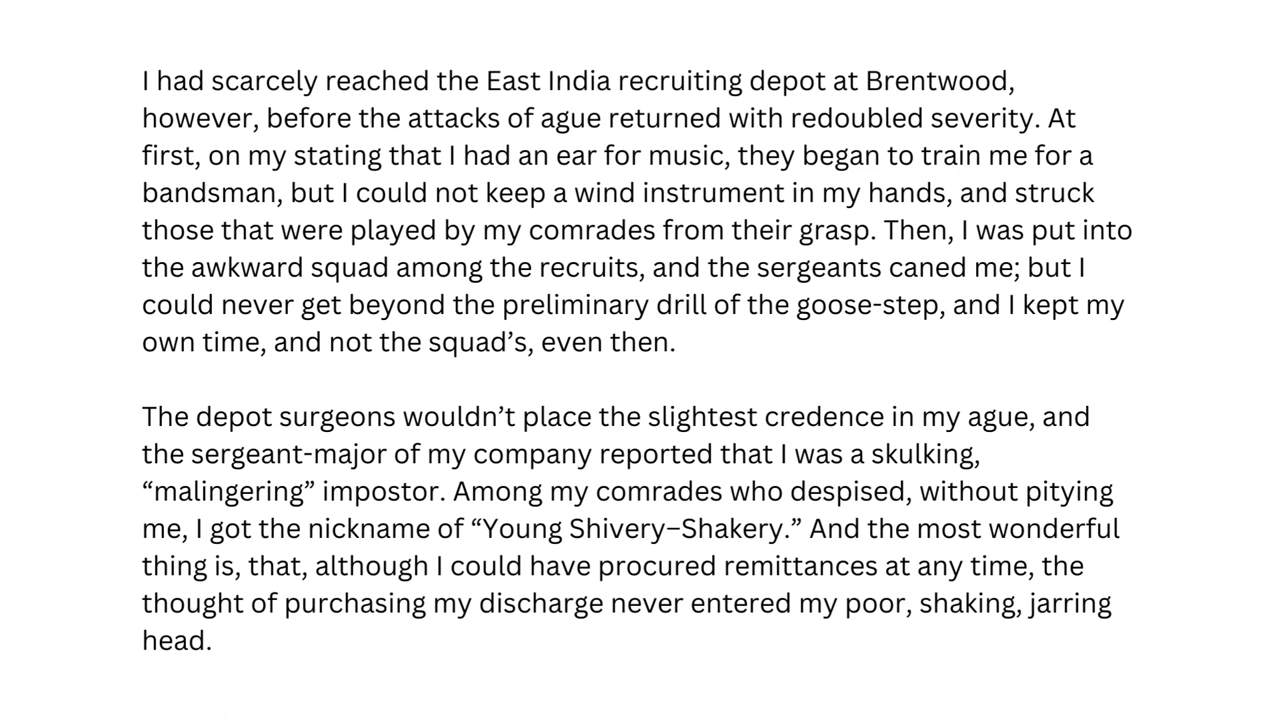 I had scarcely reached the East India recruiting depot at Brentwood,
however, before the attacks of ague returned with redoubled severity. At
first, on my stating that I had an ear for music, they began to train me for a
bandsman, but I could not keep a wind instrument in my hands, and struck
those that were played by my comrades from their grasp. Then, I was put into
the awkward squad among the recruits, and the sergeants caned me; but I
could never get beyond the preliminary drill of the goose-step, and I kept my
own time, and not the squad’s, even then.

The depot surgeons wouldn’t place the slightest credence in my ague, and
the sergeant-major of my company reported that I was a skulking,
“malingering” impostor. Among my comrades who despised, without pitying
me, I got the nickname of “Young Shivery–Shakery.” And the most wonderful
thing is, that, although I could have procured remittances at any time, the
thought of purchasing my discharge never entered my poor, shaking, jarring
head.